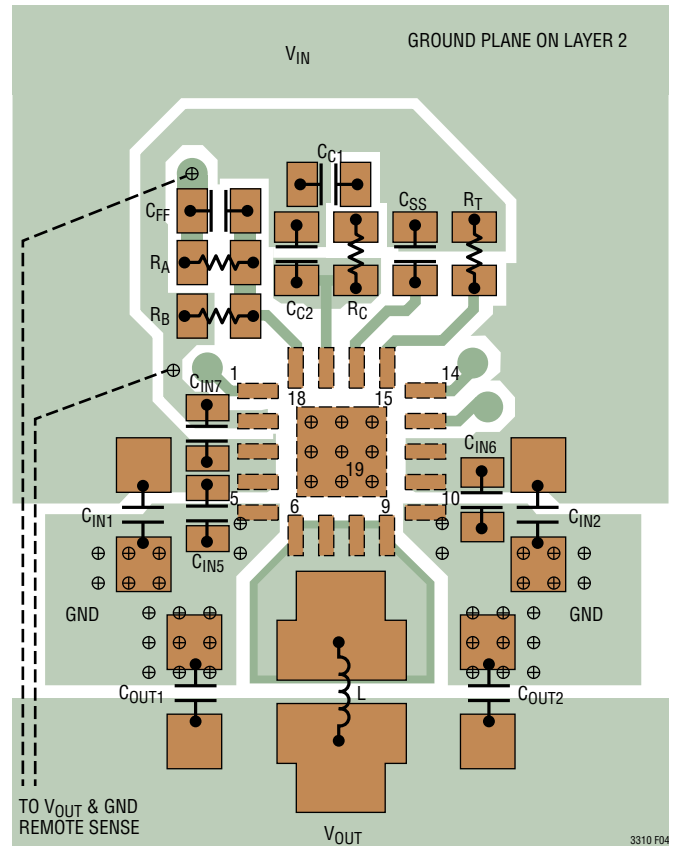 GROUND PLANE ON LAYER 2
VIN
CC1
CFF
CSS
RT
RA
CC2
RC
RB
1
CIN7
18
15
14
CIN6
19
5
6
9
10
CIN1
CIN5
CIN2
GND
GND
COUT1
L
COUT2
TO VOUT & GND
REMOTE SENSE
VOUT
3310 F04